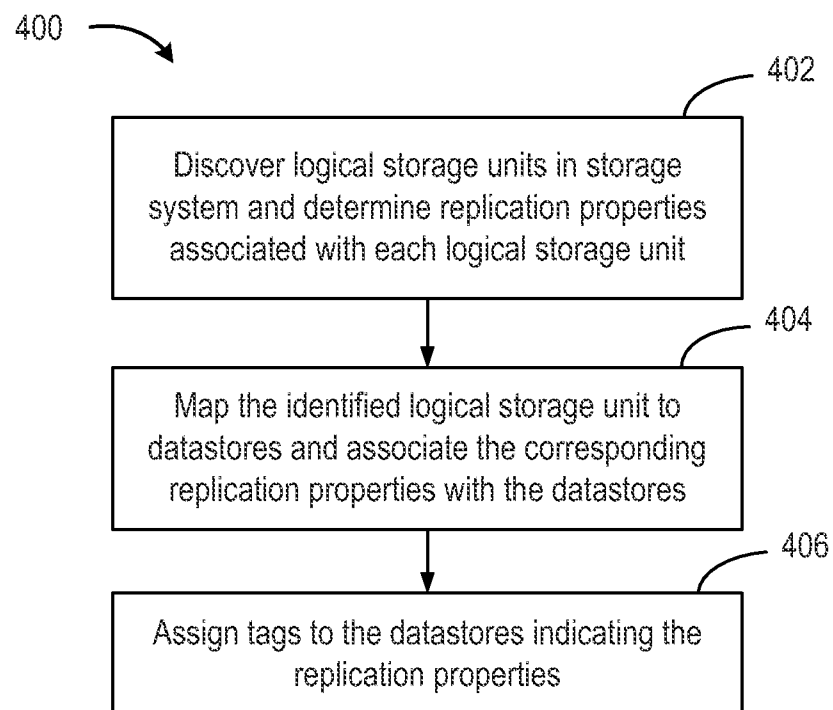 400
402
Discover logical storage units in storage
system and determine replication properties
associated with each logical storage unit
404
Map the identified logical storage unit to
datastores and associate the corresponding
replication properties with the datastores
406
Assign tags to the datastores indicating the
replication properties